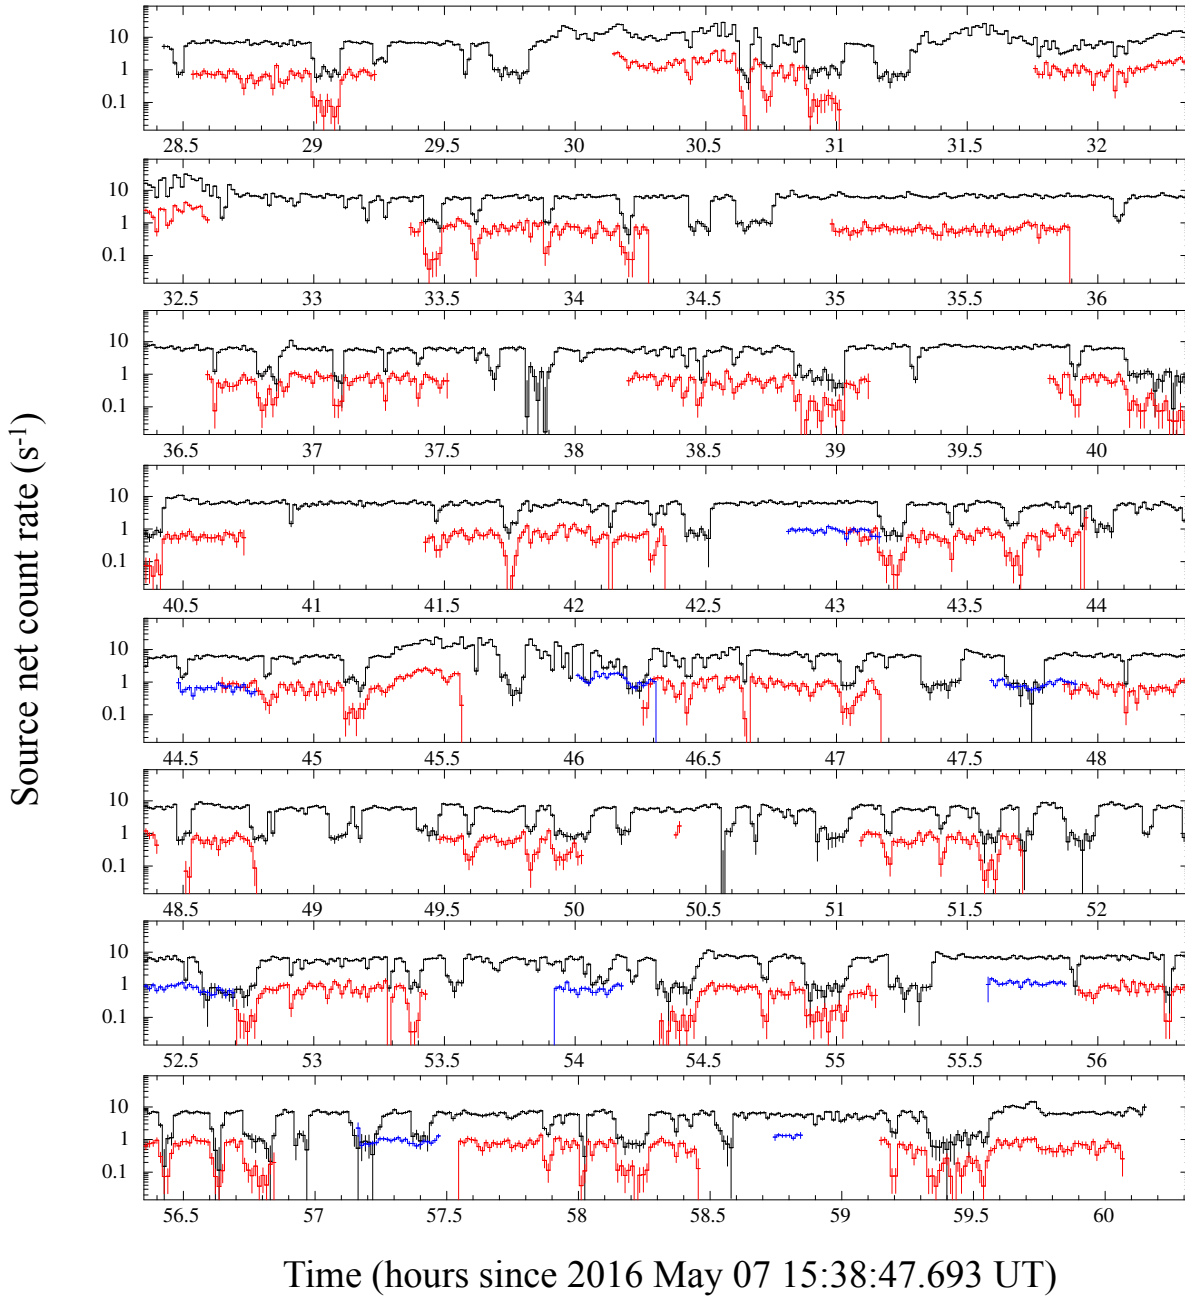 10
1
0.1
28.5 29 29.5 30 30.5 31 31.5 32
10
1
0.1
32.5 33 33.5 34 34.5 35 35.5 36
10
1
0.1
36.5 37 37.5 38 38.5 39 39.5 40
10
1
0.1
40.5 41 41.5 42 42.5 43 43.5 44
10
1
0.1
44.5 45 45.5 46 46.5 47 47.5 48
10
1
0.1
48.5 49 49.5 50 50.5 51 51.5 52
10
1
0.1
52.5 53 53.5 54 54.5 55 55.5 56
10
1
0.1
56.5 57 57.5 58 58.5 59 59.5 60
Source net count rate (s⁻¹)
Time (hours since 2016 May 07 15:38:47.693 UT)